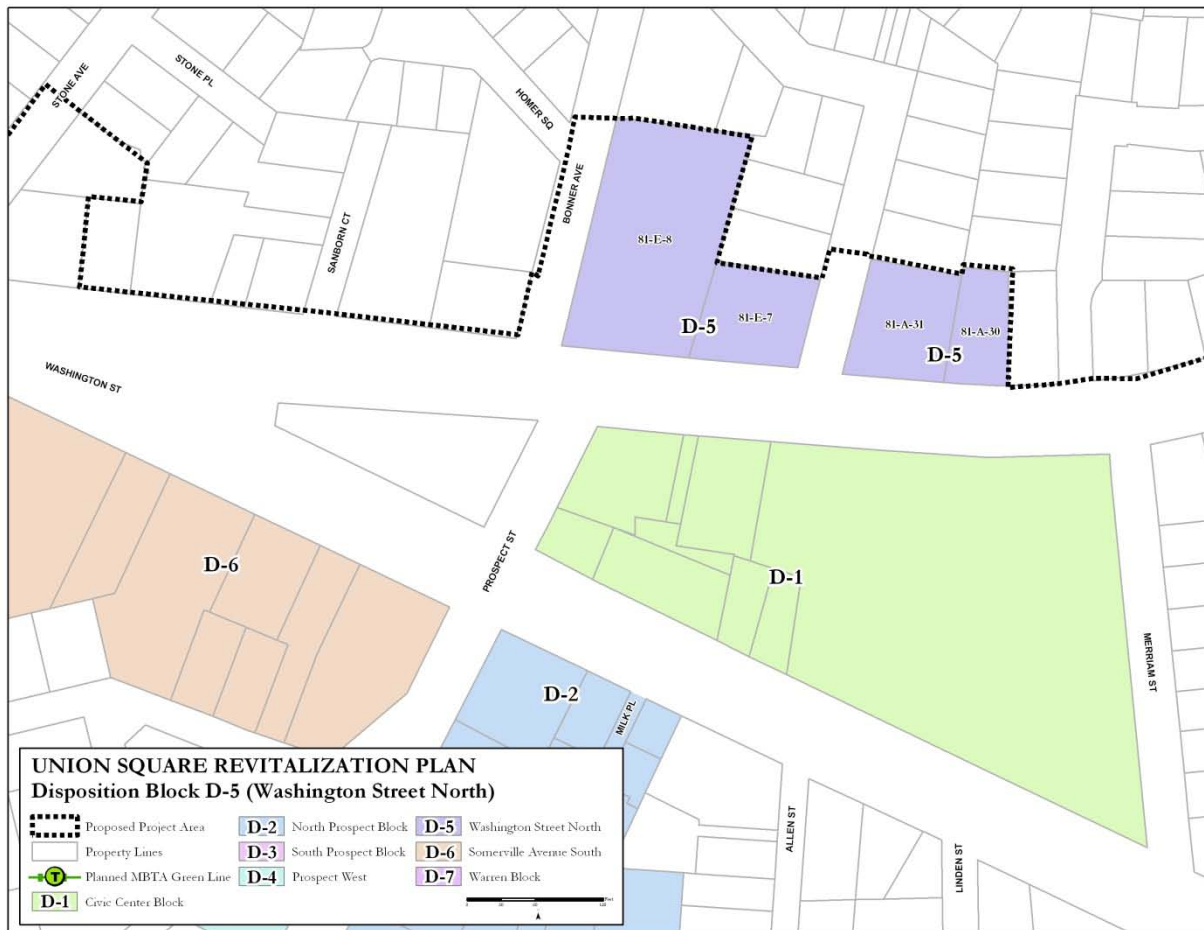 STONE AVE
STONE PL
HOMER SQ
BONNER AVE
SANBORN CT
81-E-8
81-E-7
D-5
81-A-31
81-A-30
D-5
WASHINGTON ST
PROSPECT ST
D-6
D-1
MERRIAM ST
D-2
MILK PL
ALLEN ST
LINDEN ST
UNION SQUARE REVITALIZATION PLAN
Disposition Block D-5 (Washington Street North)
Proposed Project Area
Property Lines
T Planned MBTA Green Line
D-1 Civic Center Block
D-2 North Prospect Block
D-3 South Prospect Block
D-4 Prospect West
D-5 Washington Street North
D-6 Somerville Avenue South
D-7 Warren Block